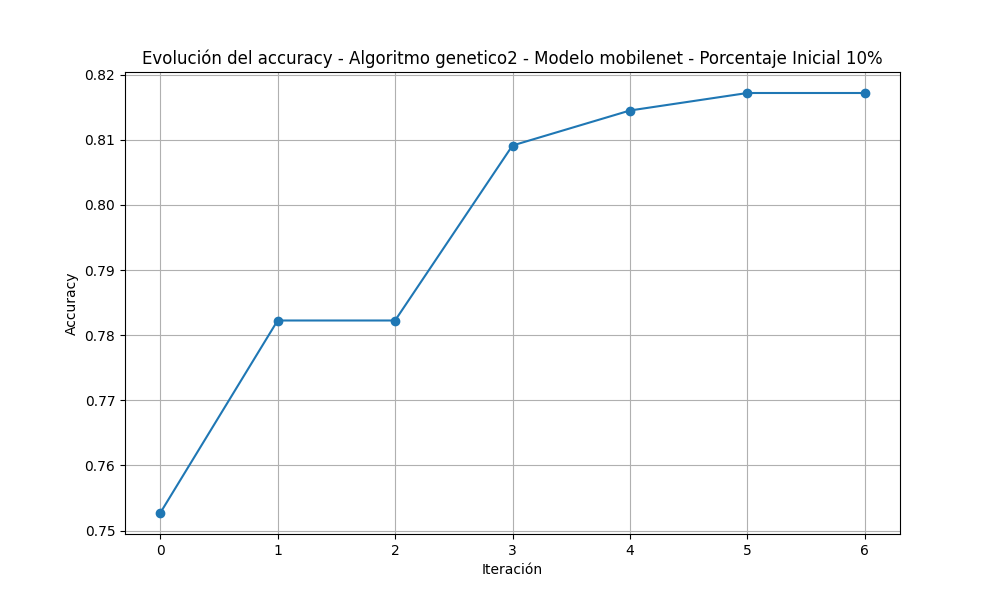 Evolución del accuracy - Algoritmo genetico2 - Modelo mobilenet - Porcentaje Inicial 10%
0.82
0.81
0.80
0.79
0.78
0.77
0.76
0.75
Accuracy
0 1 2 3 4 5 6
Iteración